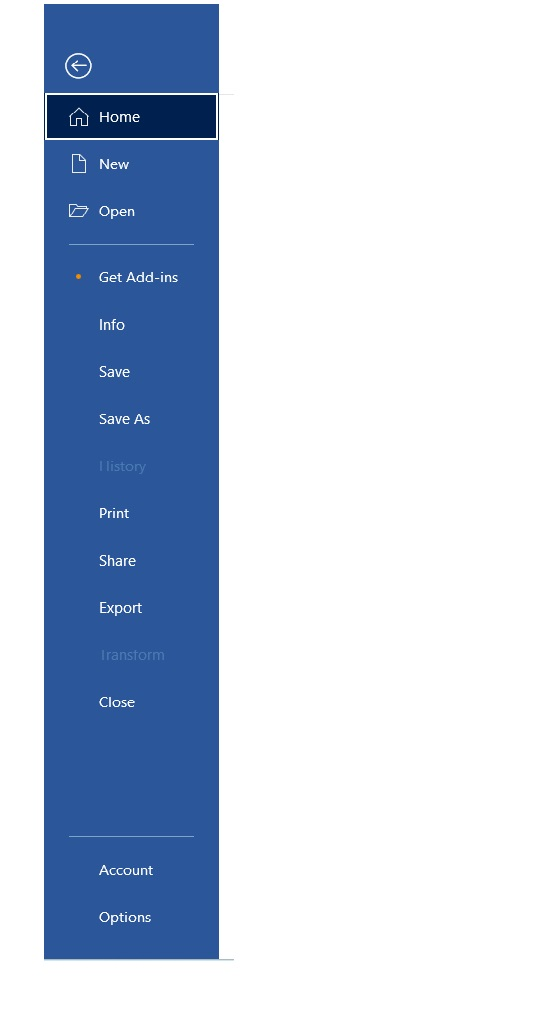 Home
New
Open
Get Add-ins
Info
Save
Save As
History
Print
Share
Export
Transform
Close
Account
Options